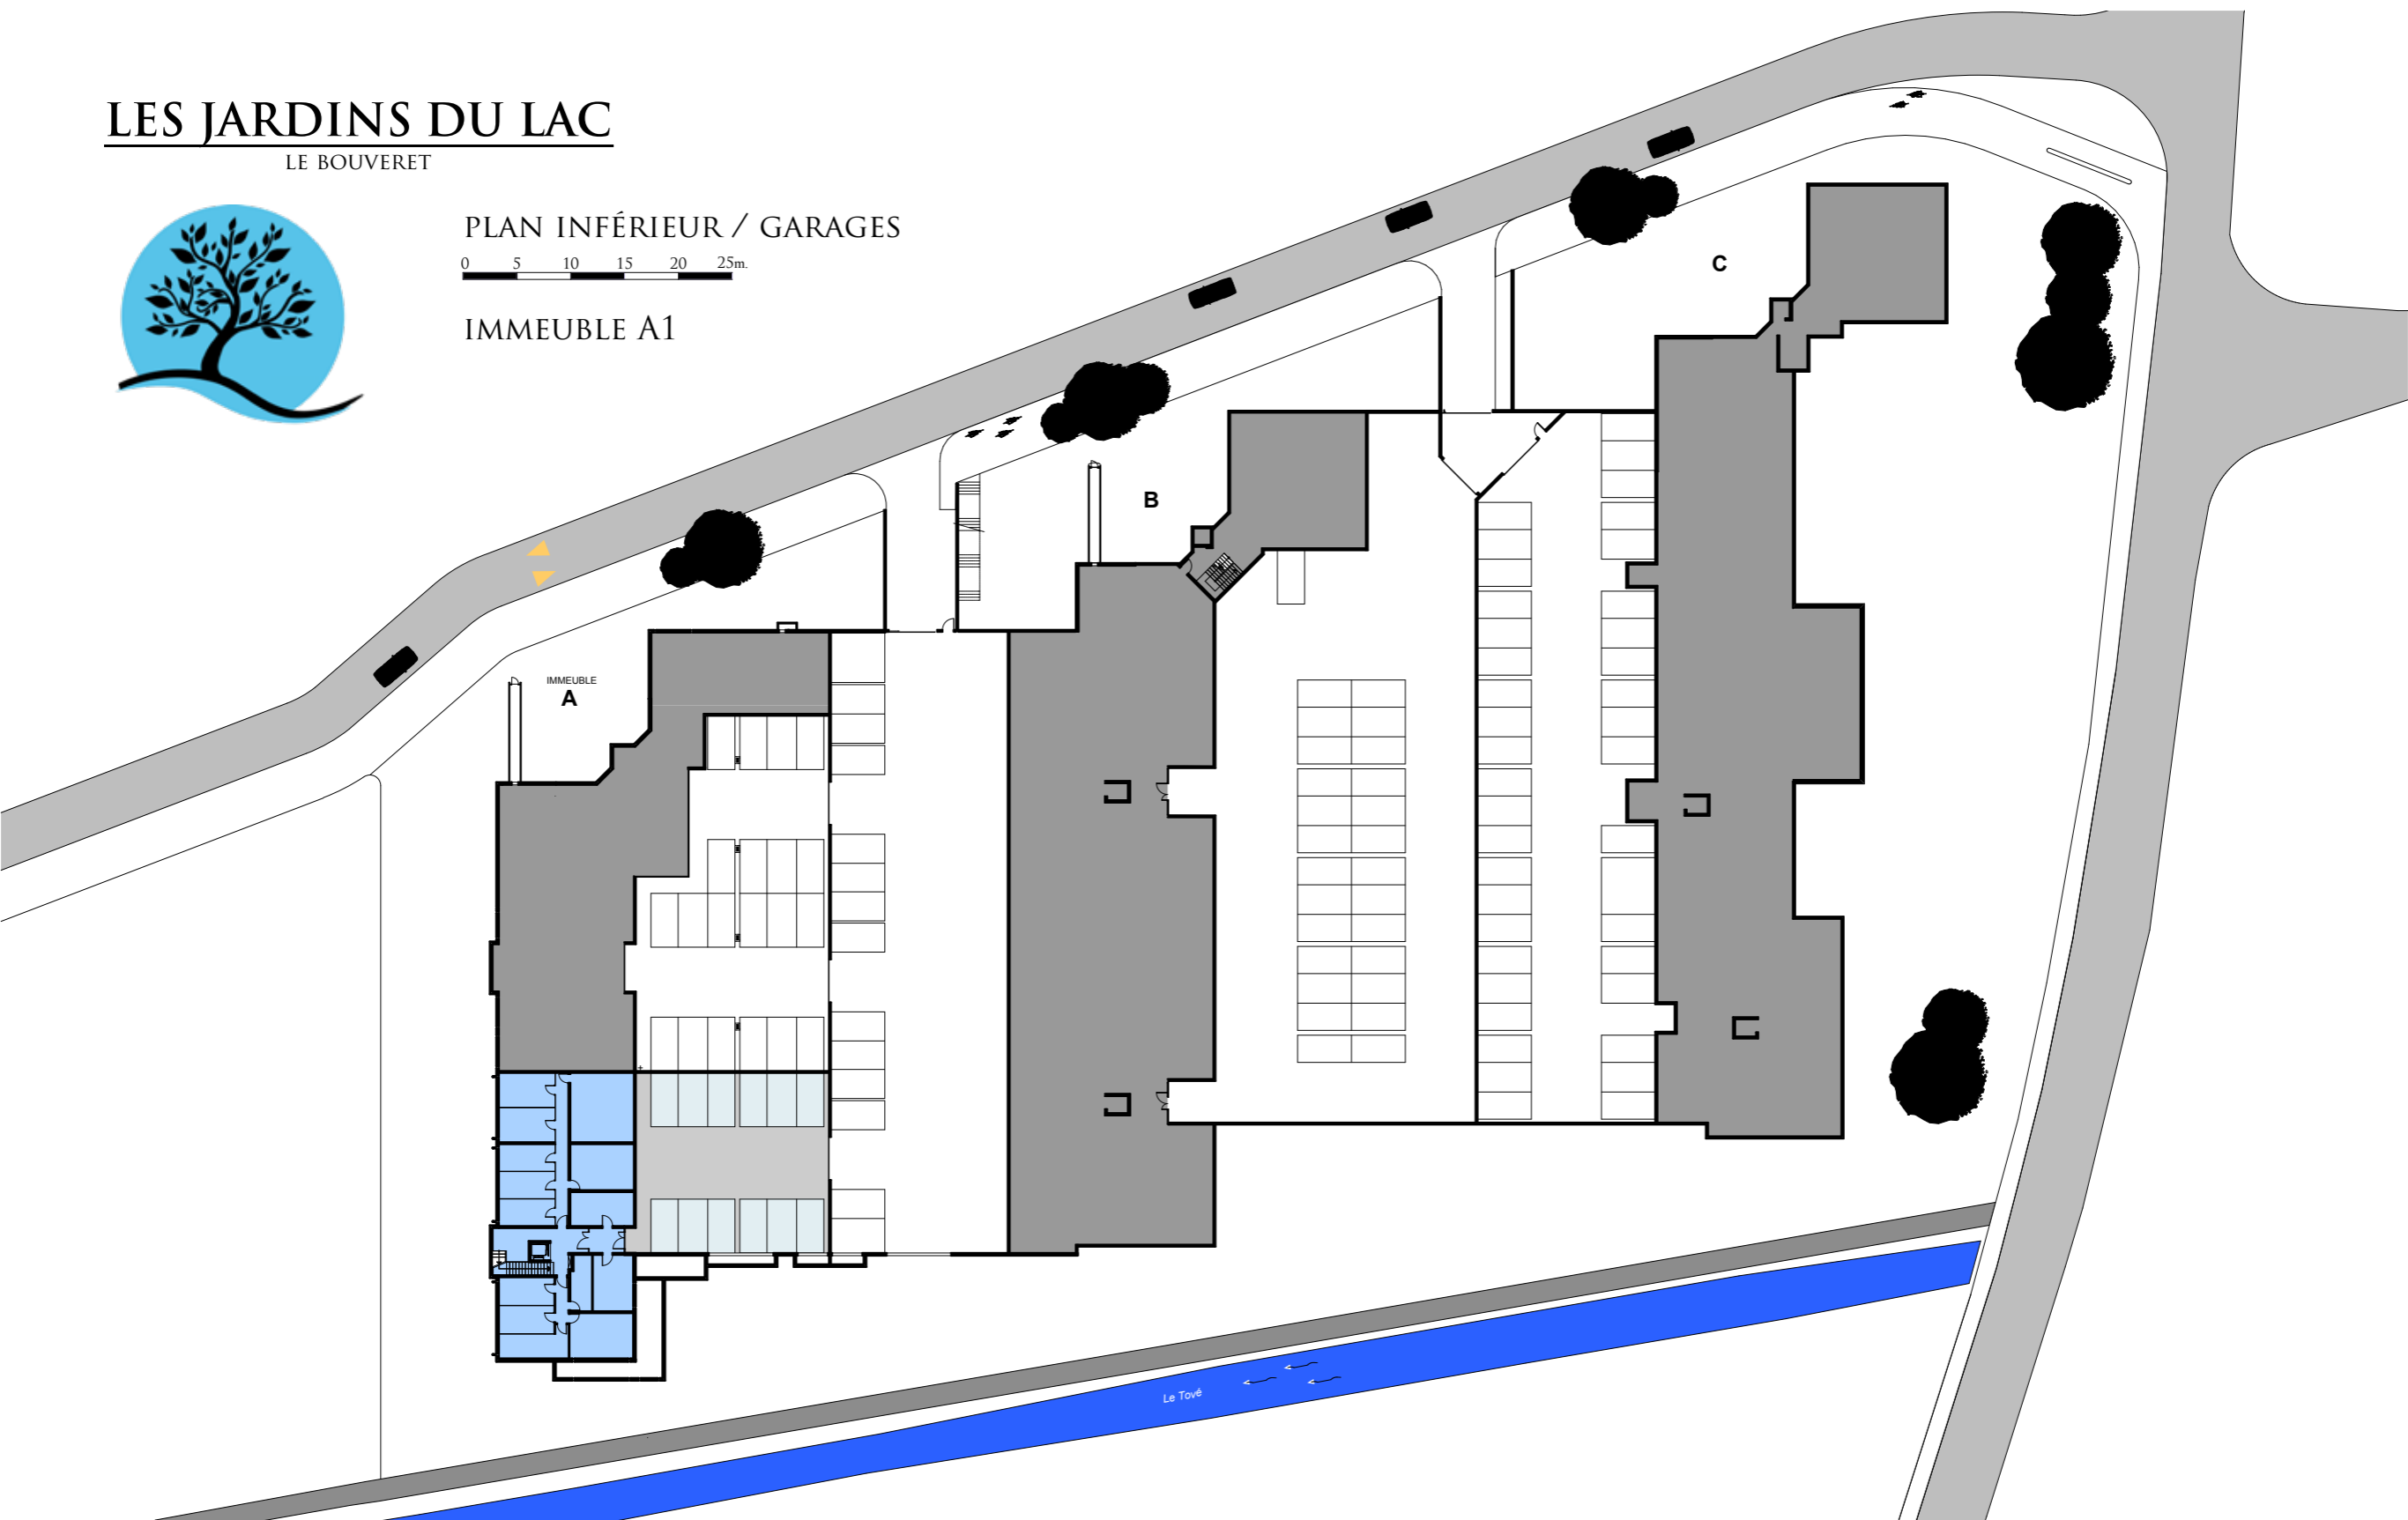 LES JARDINS DU LAC
LE BOUVERET
PLAN INFÉRIEUR / GARAGES
0 5 10 15 20 25m.
IMMEUBLE A1
C
B
IMMEUBLE
A
Le Tové